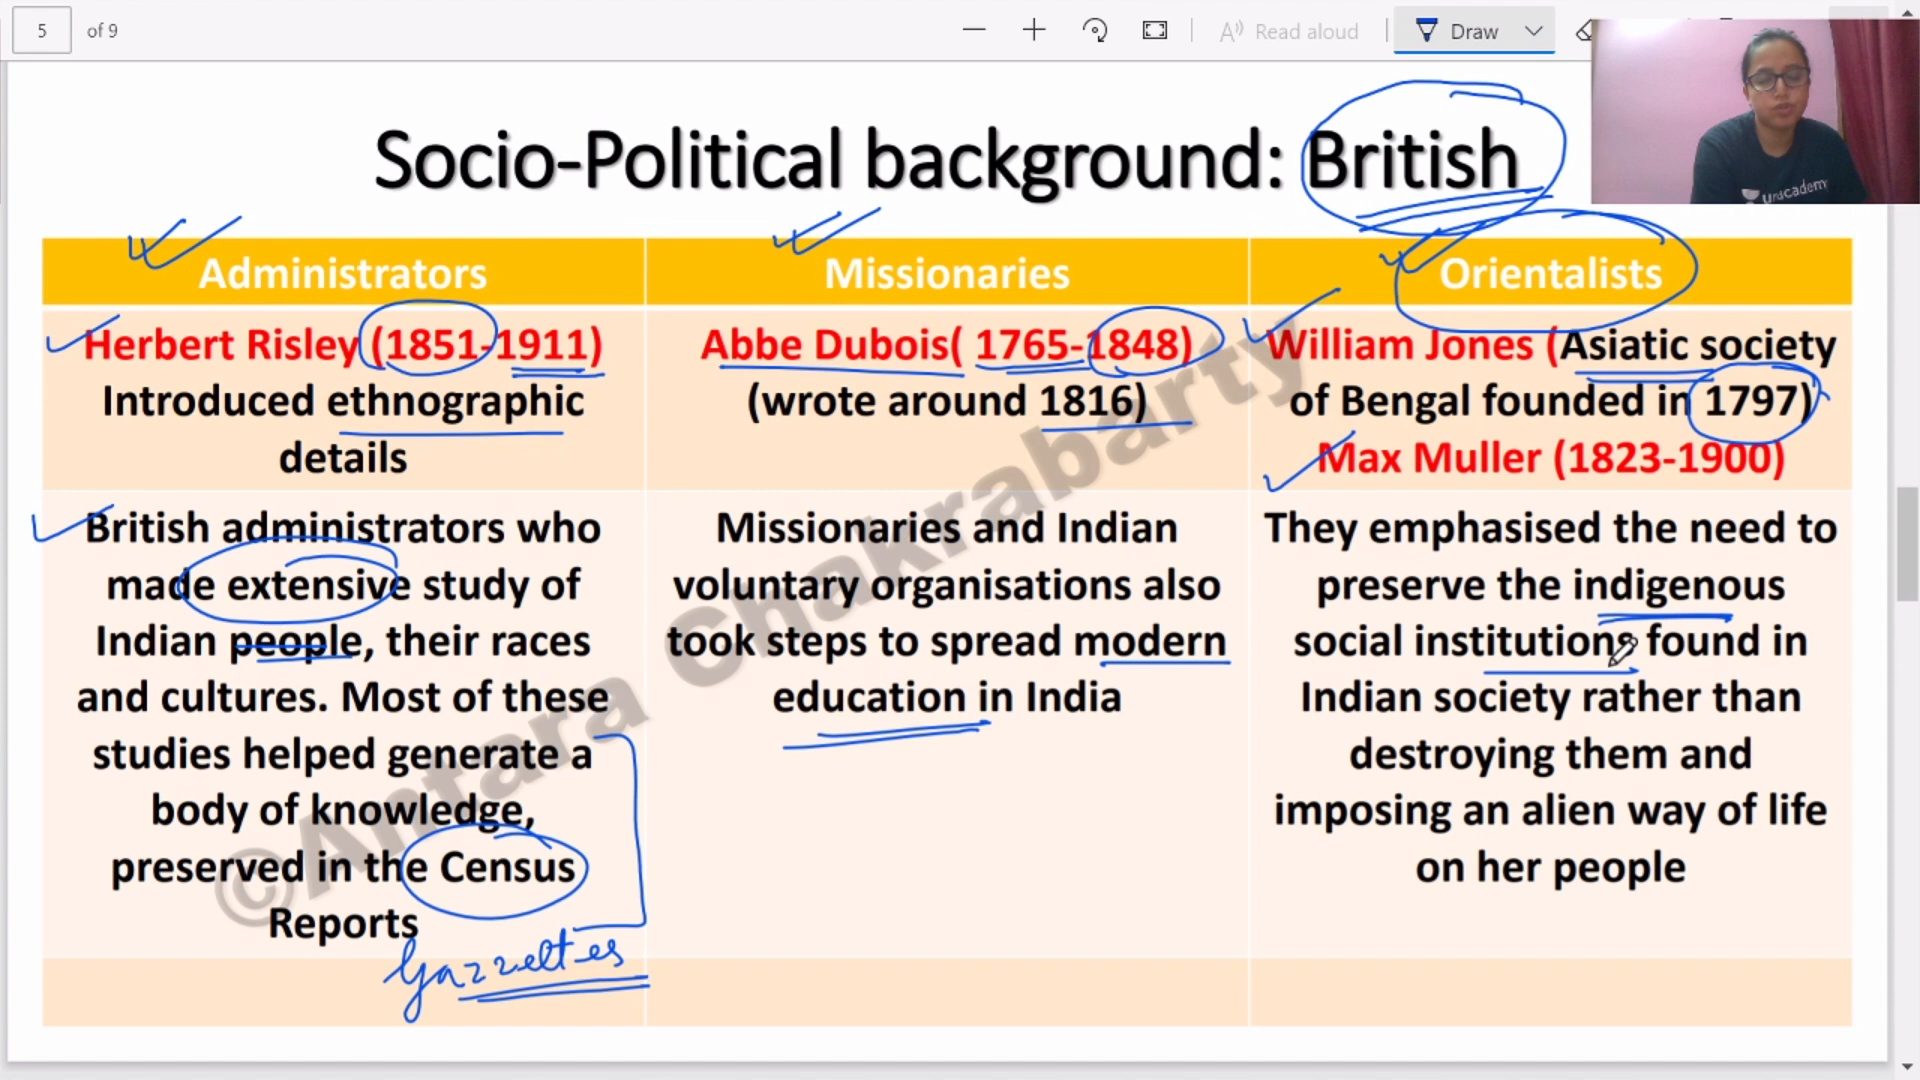 5 of 9
Read aloud
Draw
unacademy
Socio-Political background: British
Administrators
Missionaries
Orientalists
Herbert Risley (1851-1911)
Introduced ethnographic
details
Abbe Dubois( 1765-1848)
(wrote around 1816)
William Jones (Asiatic society
of Bengal founded in 1797)
Max Muller (1823-1900)
British administrators who
made extensive study of
Indian people, their races
and cultures. Most of these
studies helped generate a
body of knowledge,
preserved in the Census
Reports
Gazzettes
Missionaries and Indian
voluntary organisations also
took steps to spread modern
education in India
They emphasised the need to
preserve the indigenous
social institutions found in
Indian society rather than
destroying them and
imposing an alien way of life
on her people
©Antara Chakrabarty